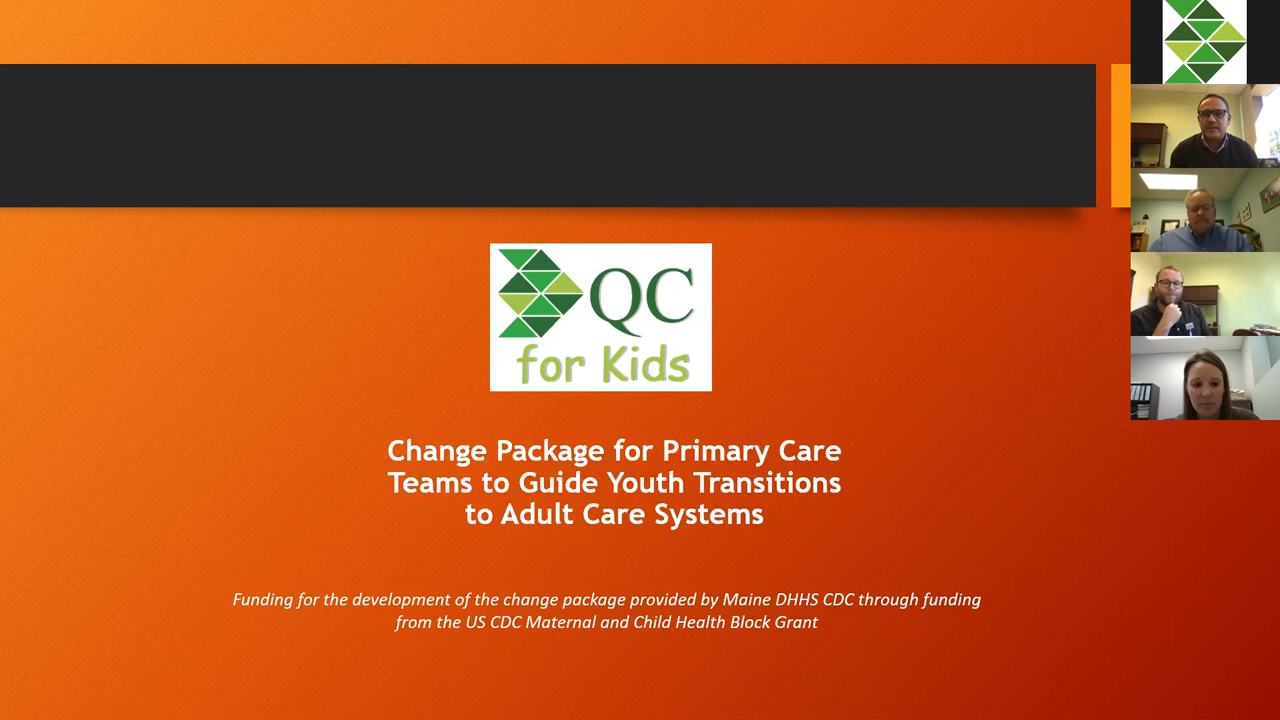 QC
for Kids
Change Package for Primary Care
Teams to Guide Youth Transitions
to Adult Care Systems
Funding for the development of the change package provided by Maine DHHS CDC through funding
from the US CDC Maternal and Child Health Block Grant